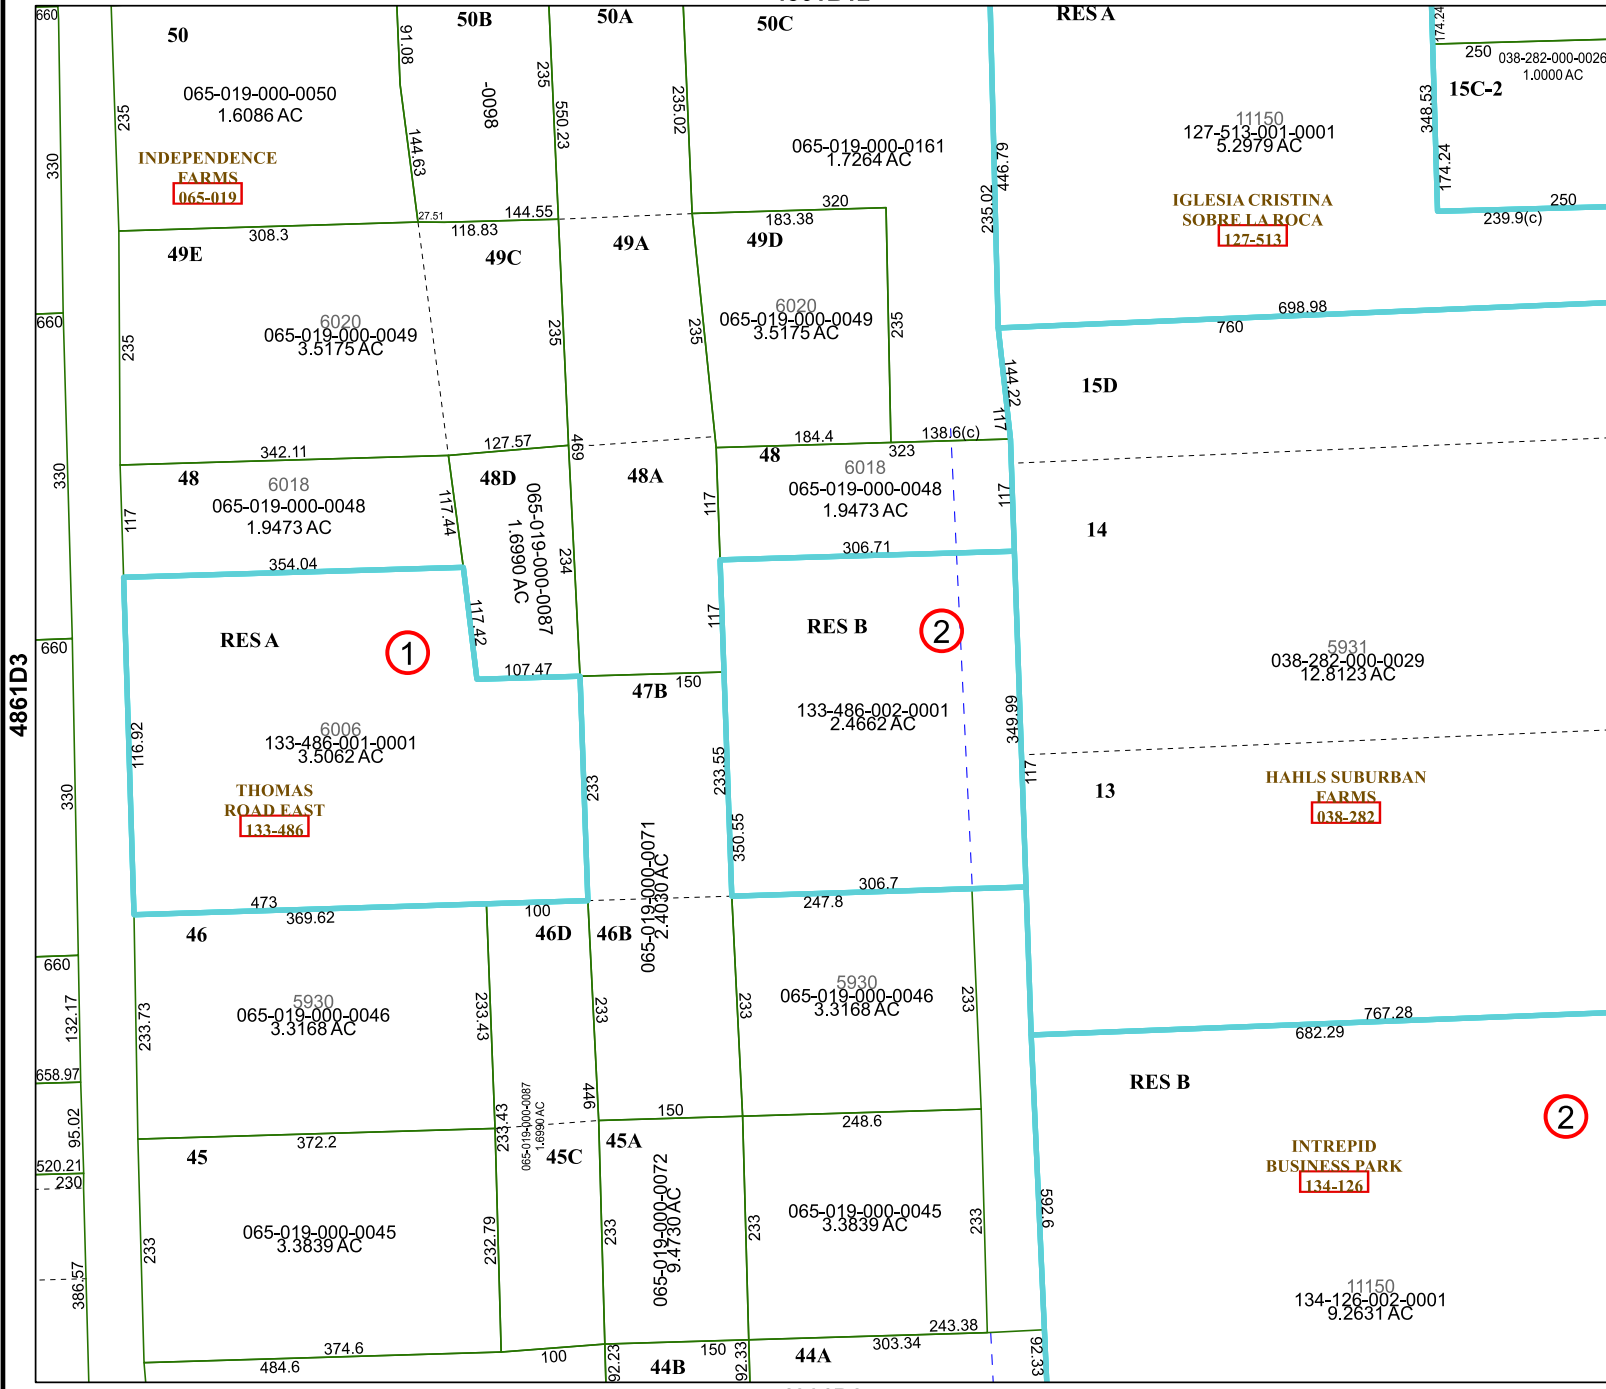 660
50
50B
50A
50C
RES A
174.24
250
038-282-000-0026
1.0000 AC
15C-2
91.08
235
235
550.23
-0098
235.02
065-019-000-0050
1.6086 AC
065-019-000-0161
1.7264 AC
11150
127-513-001-0001
5.2979 AC
348.53
174.24
330
144.63
446.79
235.02
INDEPENDENCE
FARMS
065-019
IGLESIA CRISTINA
SOBRE LA ROCA
127-513
250
239.9(c)
27.51
144.55
118.83
308.3
320
183.38
49E
49C
49A
49D
660
235
6020
065-019-000-0049
3.5175 AC
235
235
6020
065-019-000-0049
3.5175 AC
235
698.98
760
144.22
117
15D
342.11
127.57
469
184.4
323
138.6(c)
330
48
48D
48A
48
117
6018
065-019-000-0048
1.9473 AC
117.44
065-019-000-0087
1.6990 AC
234
117
6018
065-019-000-0048
1.9473 AC
117
14
354.04
306.71
660
RES A
1
117.42
107.47
117
RES B
2
150
47B
5931
038-282-000-0029
12.8123 AC
4861D3
116.92
6006
133-486-001-0001
3.5062 AC
133-486-002-0001
2.4662 AC
349.99
117
330
THOMAS
ROAD EAST
133-486
233
233.55
350.55
13
HAHLS SUBURBAN
FARMS
038-282
065-019-000-0071
2.4030 AC
473
369.62
100
306.7
247.8
46
46D
46B
660
132.17
233.73
5930
065-019-000-0046
3.3168 AC
233.43
233
233
5930
065-019-000-0046
3.3168 AC
233
767.28
682.29
658.97
RES B
2
95.02
372.2
233.43
065-019-000-0087
1.6990 AC
446
150
248.6
45
45C
45A
520.21
230
INTREPID
BUSINESS PARK
134-126
592.6
386.57
233
065-019-000-0045
3.3839 AC
232.79
233
065-019-000-0072
9.4730 AC
233
065-019-000-0045
3.3839 AC
233
11150
134-126-002-0001
9.2631 AC
374.6
484.6
100
92.23
44B
150
92.33
44A
303.34
243.38
92.33